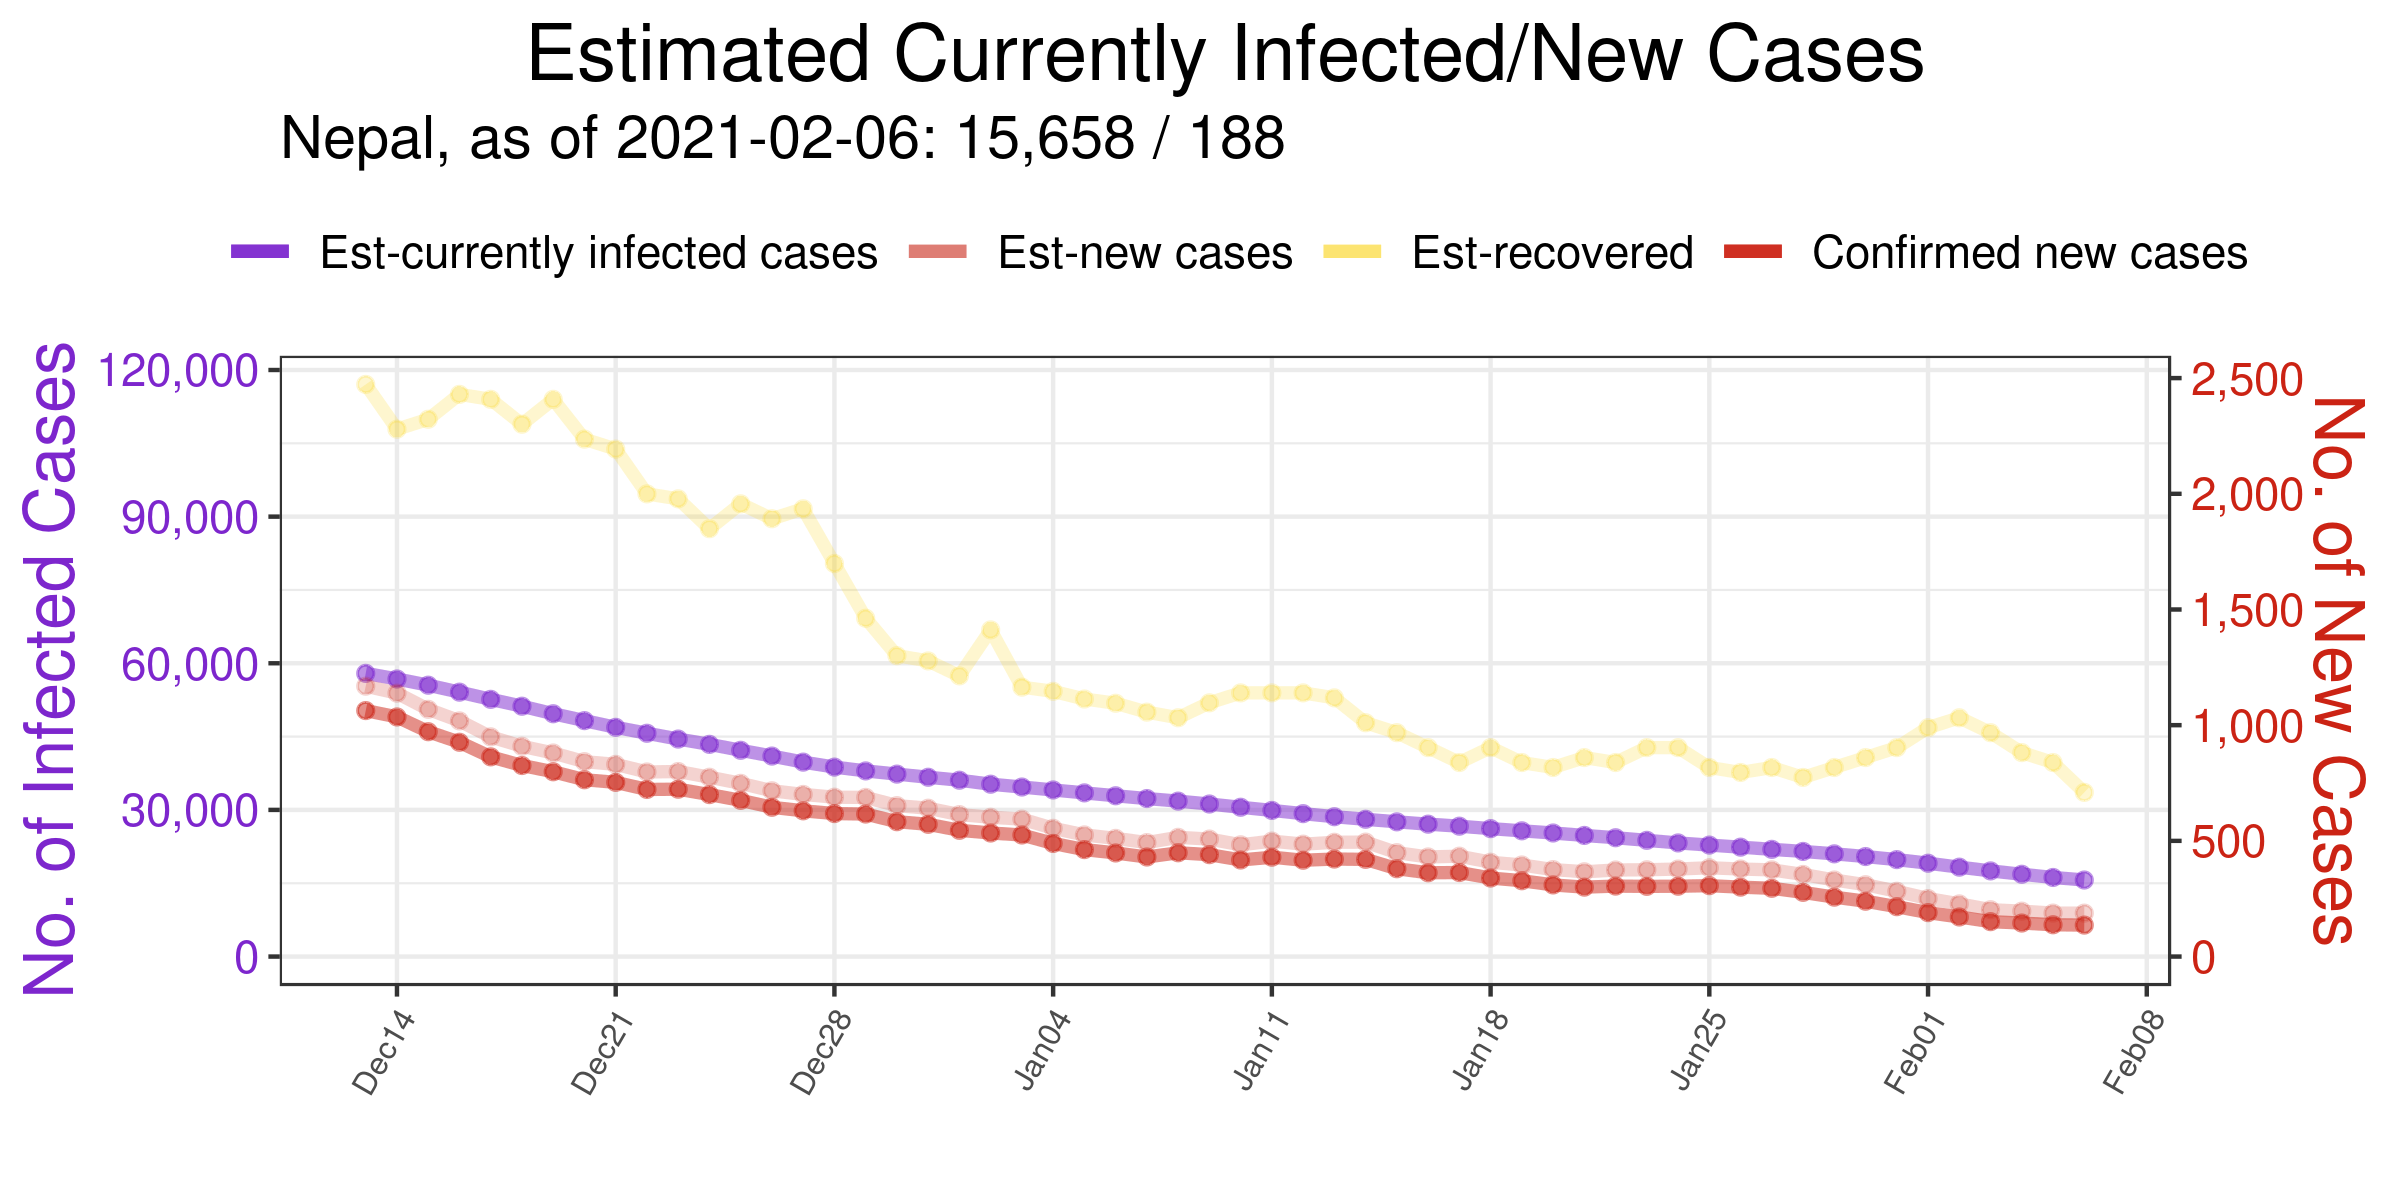 Estimated Currently Infected/New Cases
Nepal, as of 2021-02-06: 15,658 / 188
Est-currently infected cases Est-new cases Est-recovered Confirmed new cases
No. of Infected Cases
120,000
90,000
60,000
30,000
0
2,500
2,000
1,500
1,000
500
0
No. of New Cases
Dec14 Dec21 Dec28 Jan04 Jan11 Jan18 Jan25 Feb01 Feb08